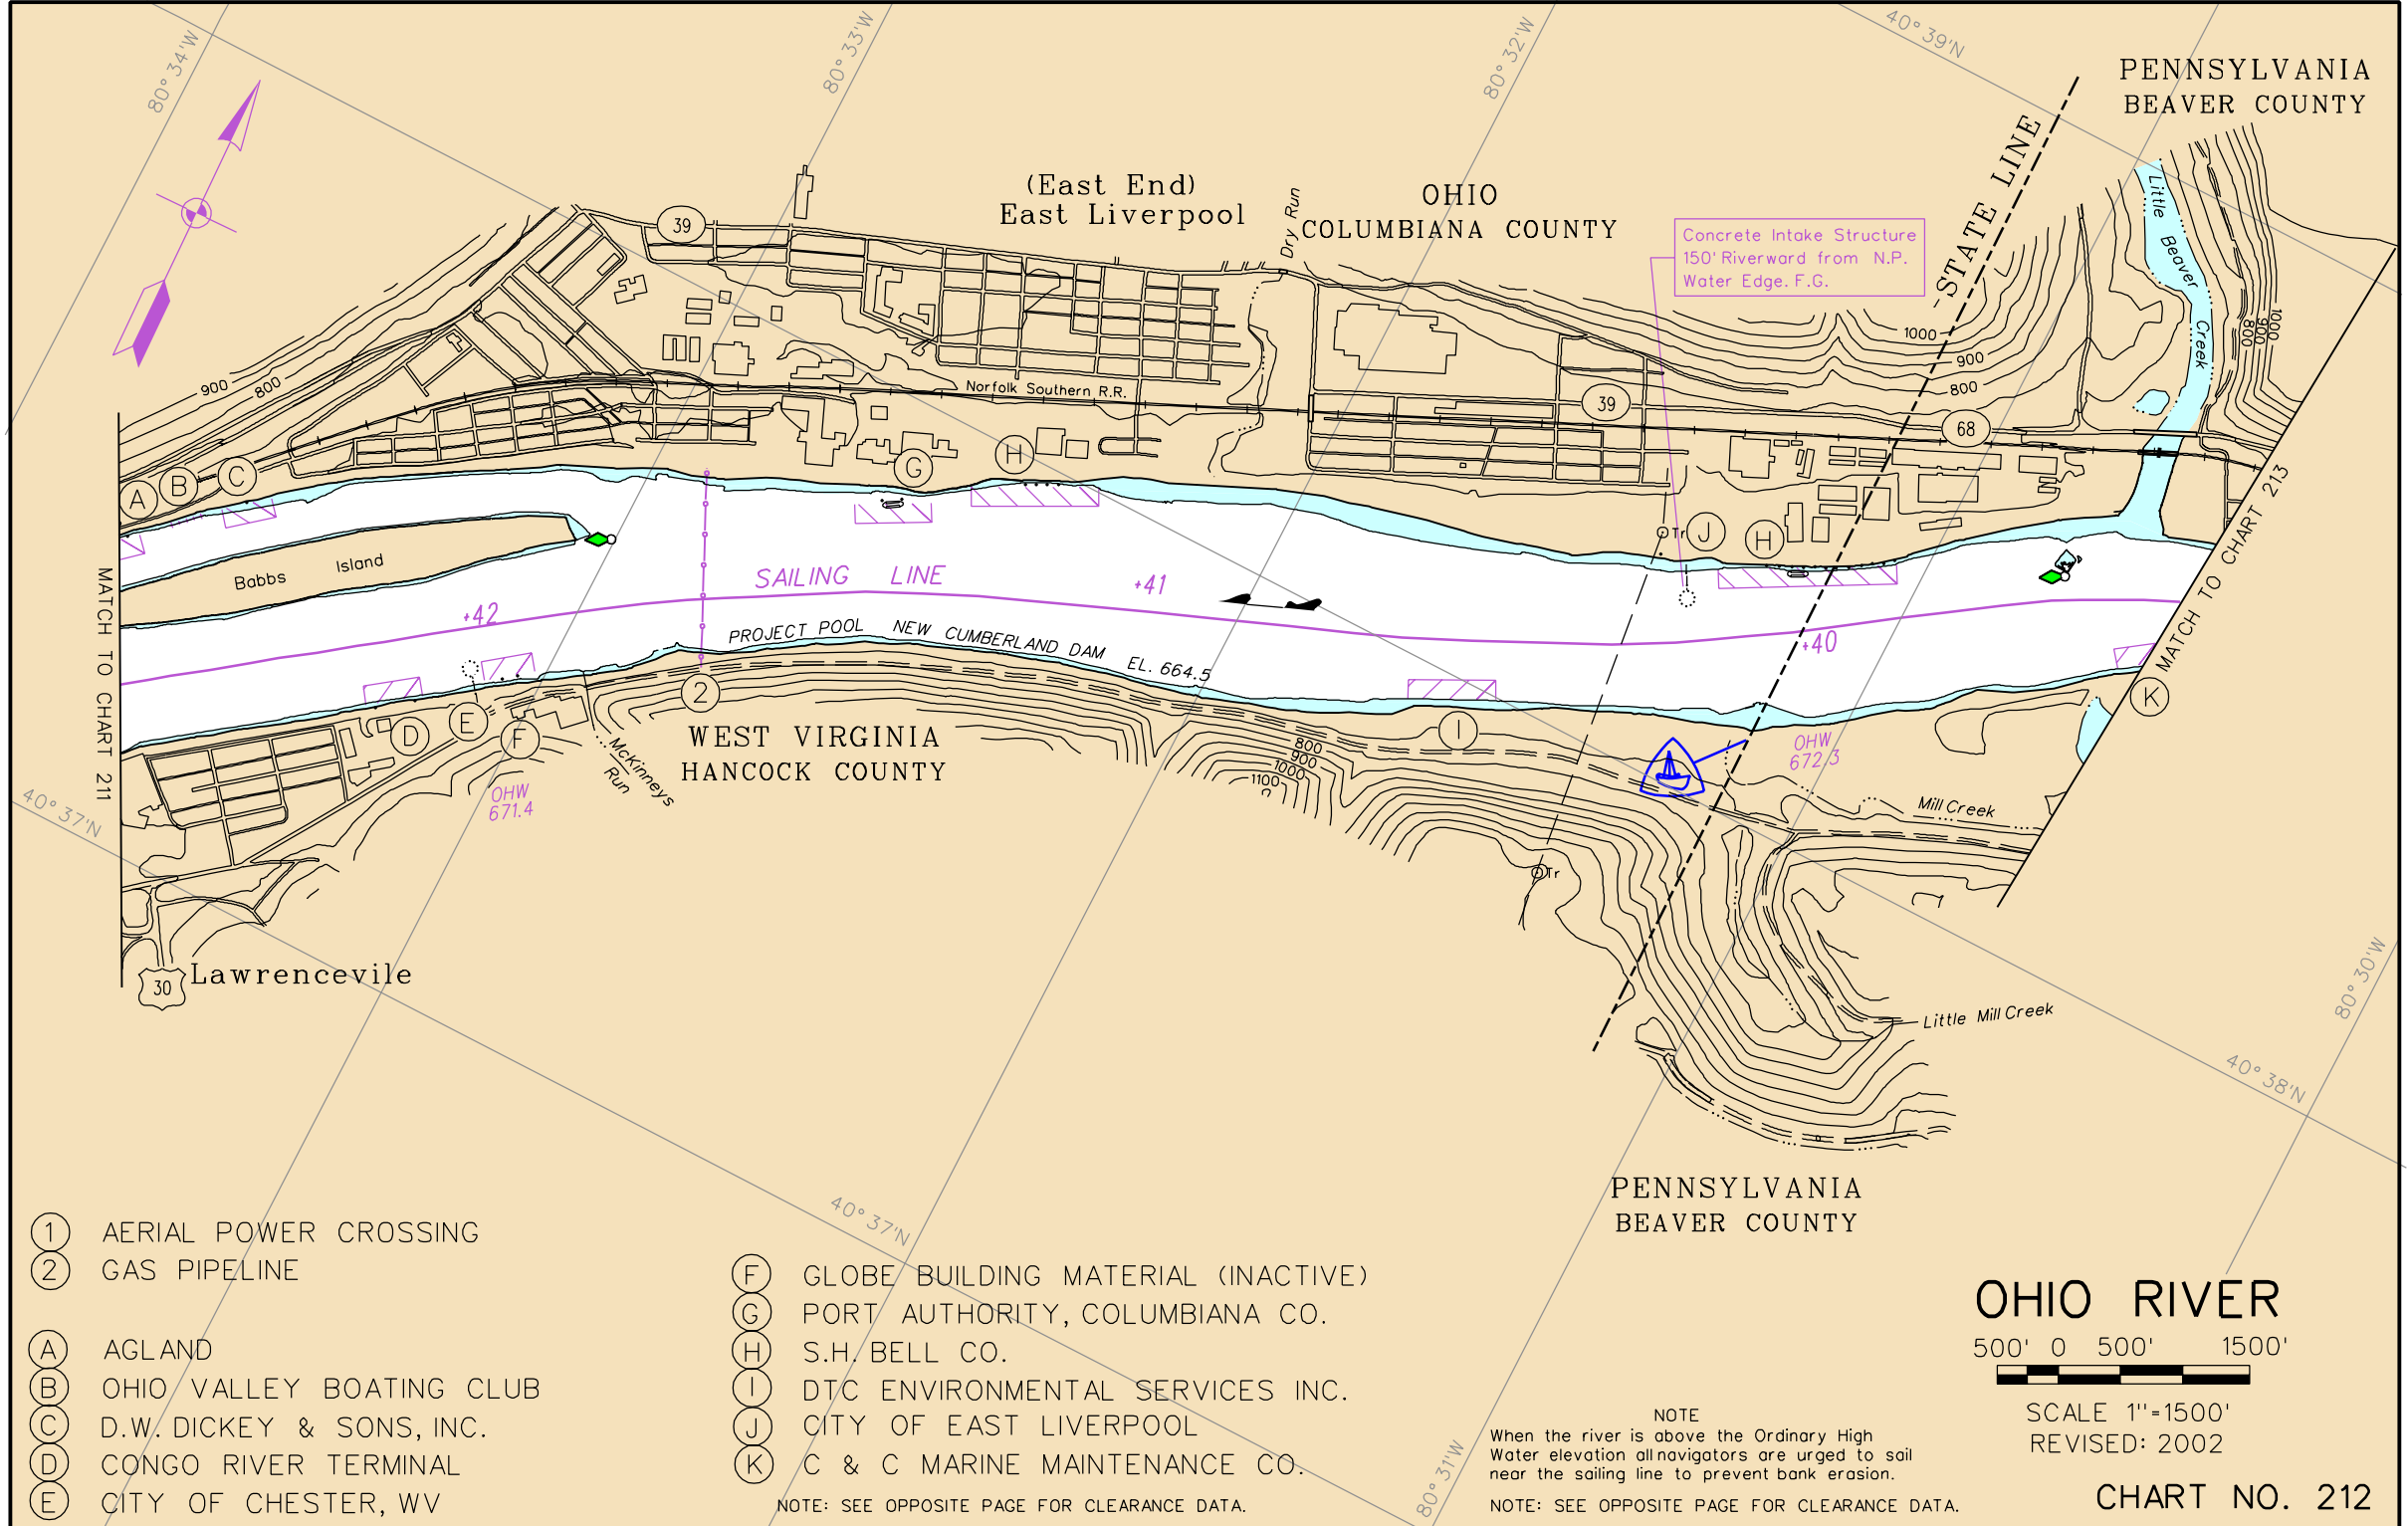 80° 34'W
80° 33'W
80° 32'W
40° 39'N
PENNSYLVANIA
BEAVER COUNTY
STATE LINE
(East End)
East Liverpool
OHIO
COLUMBIANA COUNTY
Dry Run
Little Beaver Creek
39
Concrete Intake Structure
150' Riverward from N.P.
Water Edge. F.G.
1000
900
800
1000
900
800
900
800
Norfolk Southern R.R.
39
68
A
B
C
G
H
Tr
J
H
MATCH TO CHART 213
Babbs Island
SAILING LINE
+42
+41
+40
PROJECT POOL NEW CUMBERLAND DAM EL. 664.5
MATCH TO CHART 211
D
E
F
2
I
K
WEST VIRGINIA
HANCOCK COUNTY
McKinneys
Run
OHW
671.4
OHW
672.3
800
900
1000
1100
Mill Creek
40° 37'N
Tr
30
Lawrencevile
Little Mill Creek
80° 30'W
40° 38'N
PENNSYLVANIA
BEAVER COUNTY
40° 37'N
80° 31'W
1 AERIAL POWER CROSSING
2 GAS PIPELINE
A AGLAND
B OHIO VALLEY BOATING CLUB
C D.W. DICKEY & SONS, INC.
D CONGO RIVER TERMINAL
E CITY OF CHESTER, WV
F GLOBE BUILDING MATERIAL (INACTIVE)
G PORT AUTHORITY, COLUMBIANA CO.
H S.H. BELL CO.
I DTC ENVIRONMENTAL SERVICES INC.
J CITY OF EAST LIVERPOOL
K C & C MARINE MAINTENANCE CO.
NOTE: SEE OPPOSITE PAGE FOR CLEARANCE DATA.
NOTE
When the river is above the Ordinary High
Water elevation all navigators are urged to sail
near the sailing line to prevent bank erasion.
NOTE: SEE OPPOSITE PAGE FOR CLEARANCE DATA.
OHIO RIVER
500' 0 500' 1500'
SCALE 1"=1500'
REVISED: 2002
CHART NO. 212